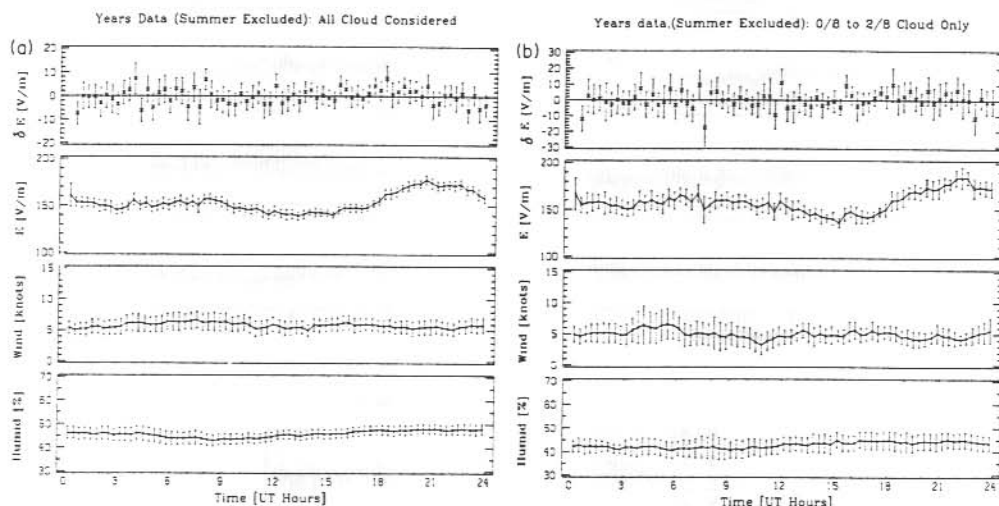 Years Data (Summer Excluded): All Cloud Considered
(a)
δ E [V/m]
20
10
0
-10
-20
E [V/m]
200
150
100
Wind [knots]
15
10
5
0
Humid [%]
70
60
50
40
30
0 3 6 9 12 15 18 21 24
Time [UT Hours]
Years data,(Summer Excluded): 0/8 to 2/8 Cloud Only
(b)
δ E [V/m]
30
20
10
0
-10
-20
-30
E [V/m]
200
150
100
Wind [knots]
15
10
5
0
Humid [%]
70
60
50
40
30
0 3 6 9 12 15 18 21 24
Time [UT Hours]